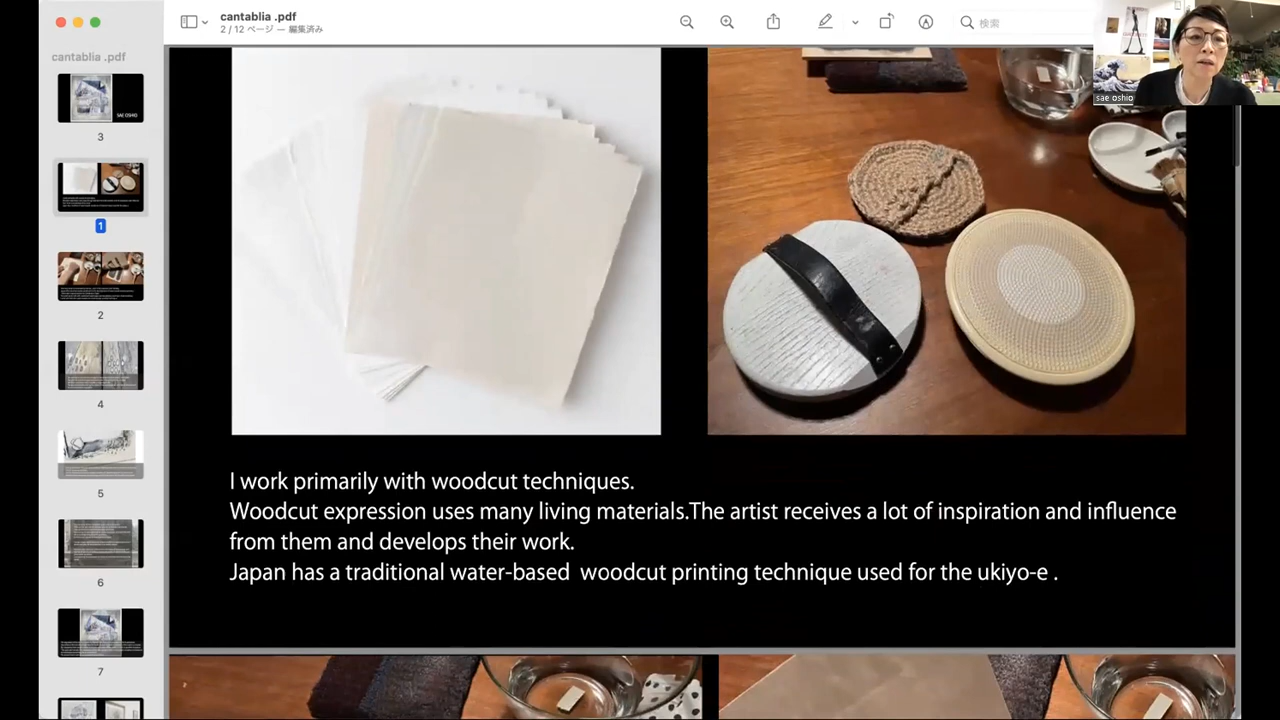 cantablia .pdf
2 / 12 ページ — 編集済み
検索
cantablia .pdf
SAE OSHIO
3
1
2
4
5
6
7
sae oshio
I work primarily with woodcut techniques.
Woodcut expression uses many living materials.The artist receives a lot of inspiration and influence
from them and develops their work.
Japan has a traditional water-based woodcut printing technique used for the ukiyo-e .